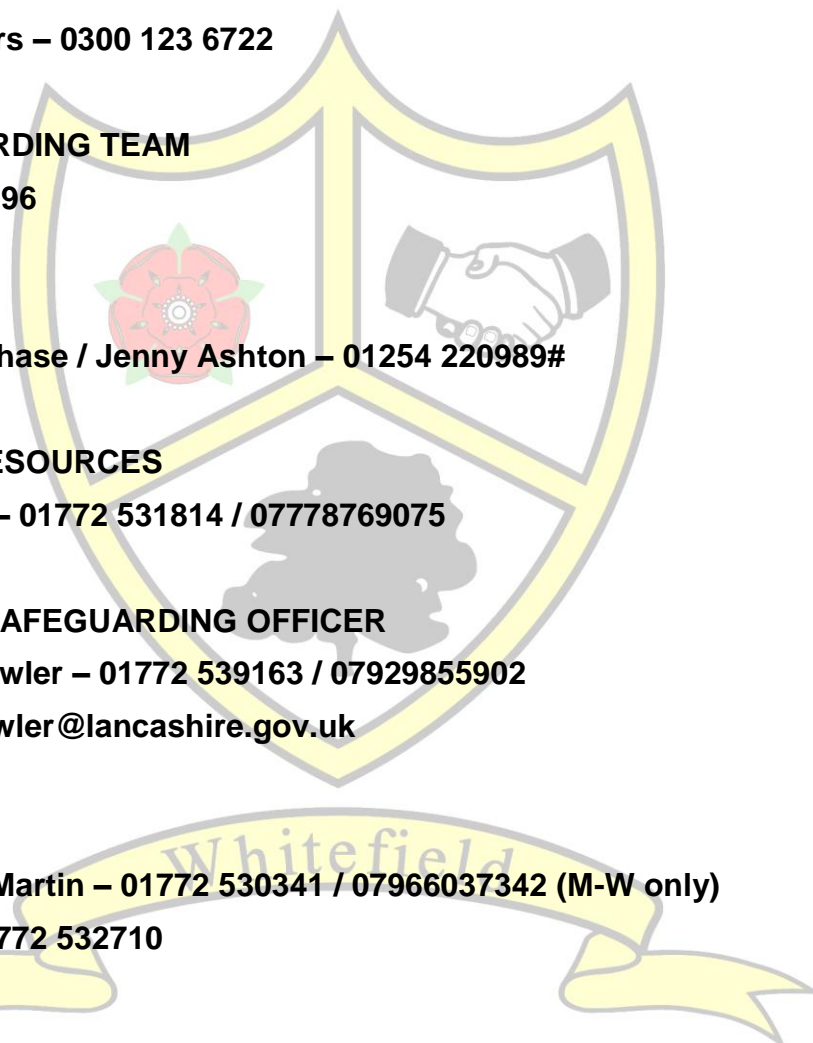 rs – 0300 123 6722
RDING TEAM
96
hase / Jenny Ashton – 01254 220989#
ESOURCES
– 01772 531814 / 07778769075
AFEGUARDING OFFICER
wler – 01772 539163 / 07929855902
wler@lancashire.gov.uk
Whitefield
Martin – 01772 530341 / 07966037342 (M-W only)
772 532710